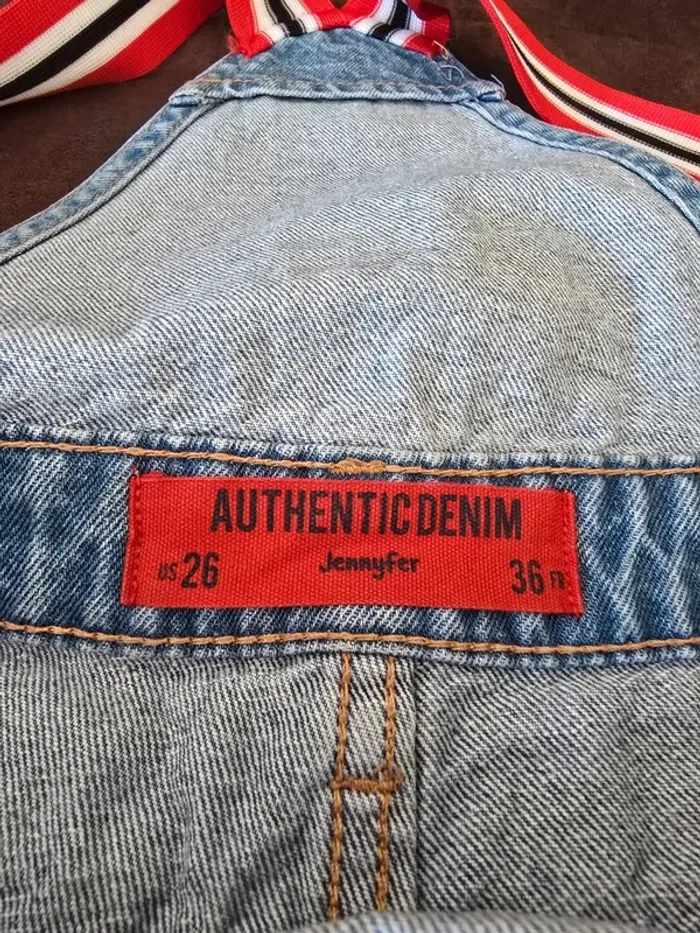 AUTHENTIC DENIM
Jennyfer
US 26
36 FR